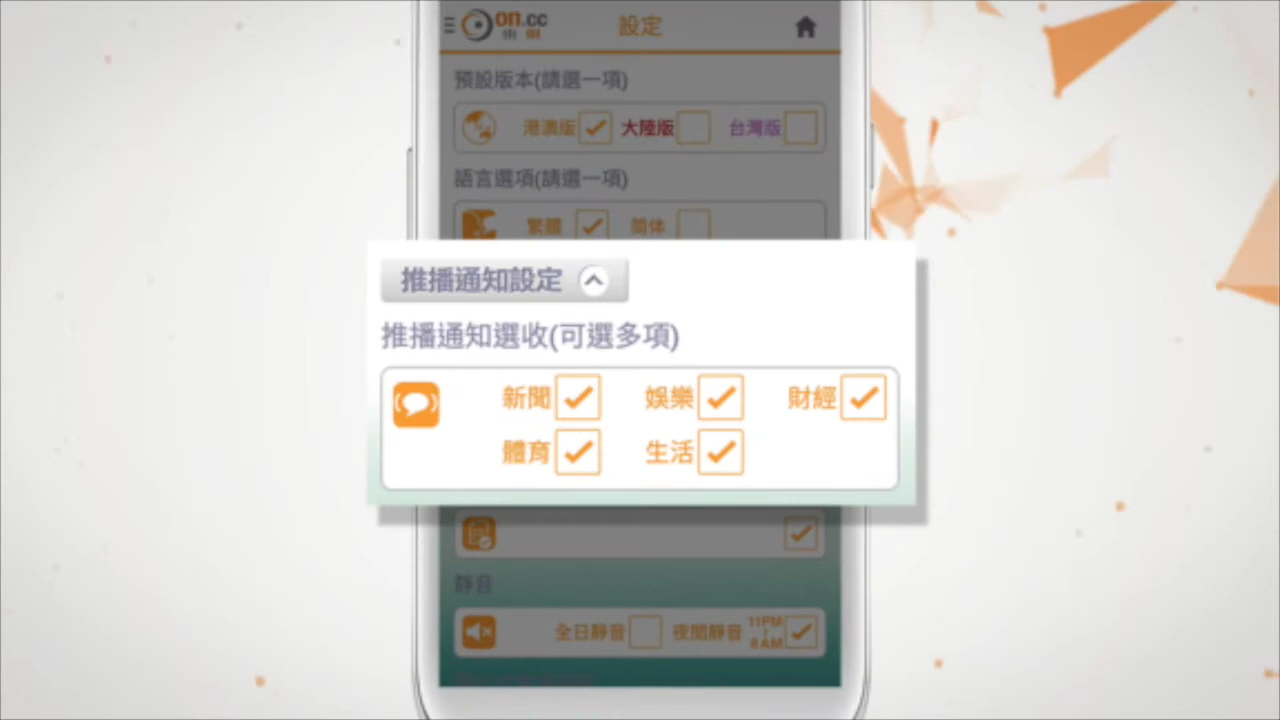 on.cc
東網
設定
預設版本(請選一項)
港澳版 大陸版 台灣版
語言選項(請選一項)
繁體 简体
推播通知設定
推播通知選收(可選多項)
新聞 娛樂 財經
體育 生活
靜音
全日靜音 夜間靜音 11PM
8AM